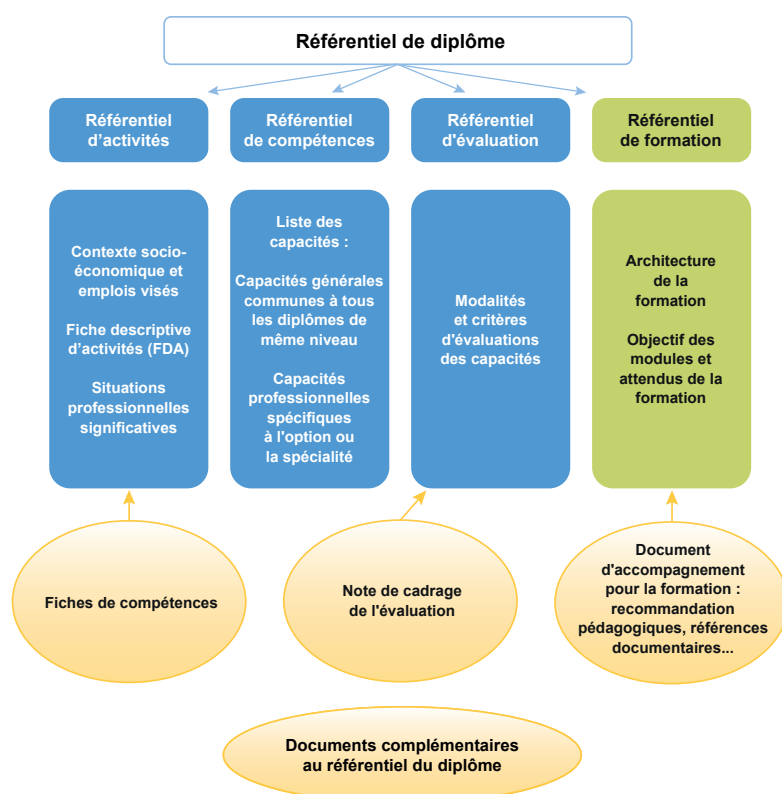 Référentiel de diplôme
Référentiel
d’activités
Référentiel
de compétences
Référentiel
d'évaluation
Référentiel
de formation
Contexte socio-
économique et
emplois visés
Fiche descriptive
d’activités (FDA)
Situations
professionnelles
significatives
Liste des
capacités :
Capacités générales
communes à tous
les diplômes de
même niveau
Capacités
professionnelles
spécifiques
à l'option ou
la spécialité
Modalités
et critères
d'évaluations
des capacités
Architecture
de la
formation
Objectif des
modules et
attendus de la
formation
Fiches de compétences
Note de cadrage
de l'évaluation
Document
d'accompagnement
pour la formation :
recommandation
pédagogiques, références
documentaires...
Documents complémentaires
au référentiel du diplôme